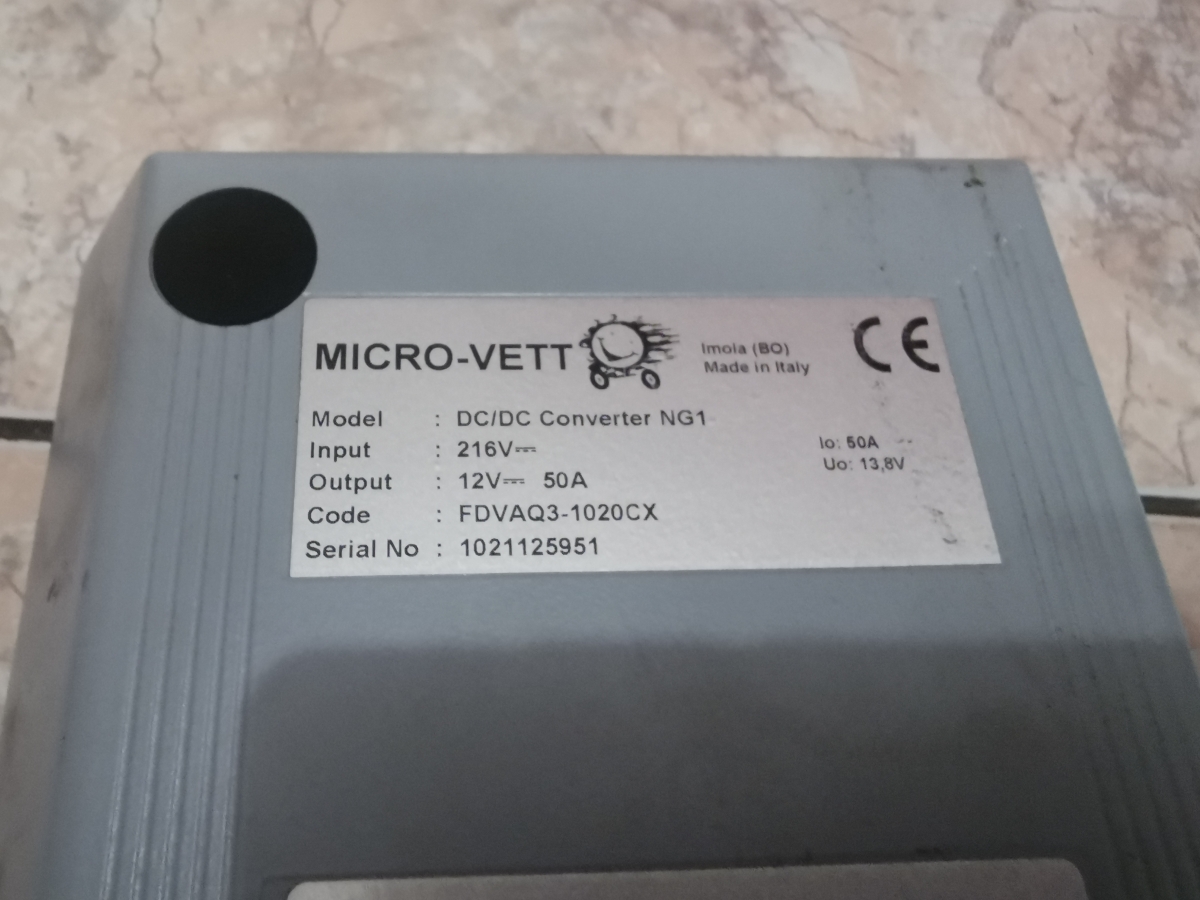 MICRO-VETT
Imola (BO)
Made in Italy
CE
Model : DC/DC Converter NG1
Input : 216V⎓
Output : 12V⎓ 50A
Code : FDVAQ3-1020CX
Serial No : 1021125951
Io: 50A
Uo: 13,8V